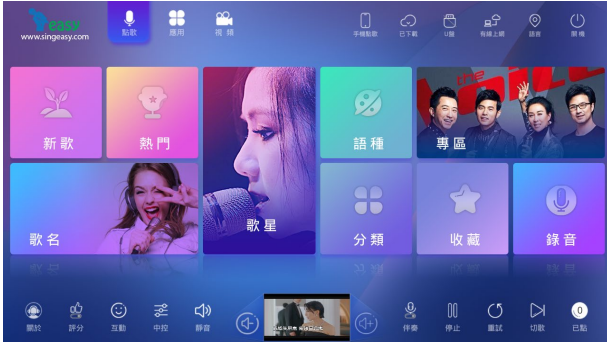 easy
www.singeasy.com
點歌
應用
視頻
手機點歌
已下載
U盤
有線上網
錄音
關機
新歌
熱門
語種
the
專區
歌名
歌星
分類
收藏
錄音
關於
評分
互動
中控
靜音
伴奏
停止
重試
切歌
0
已點